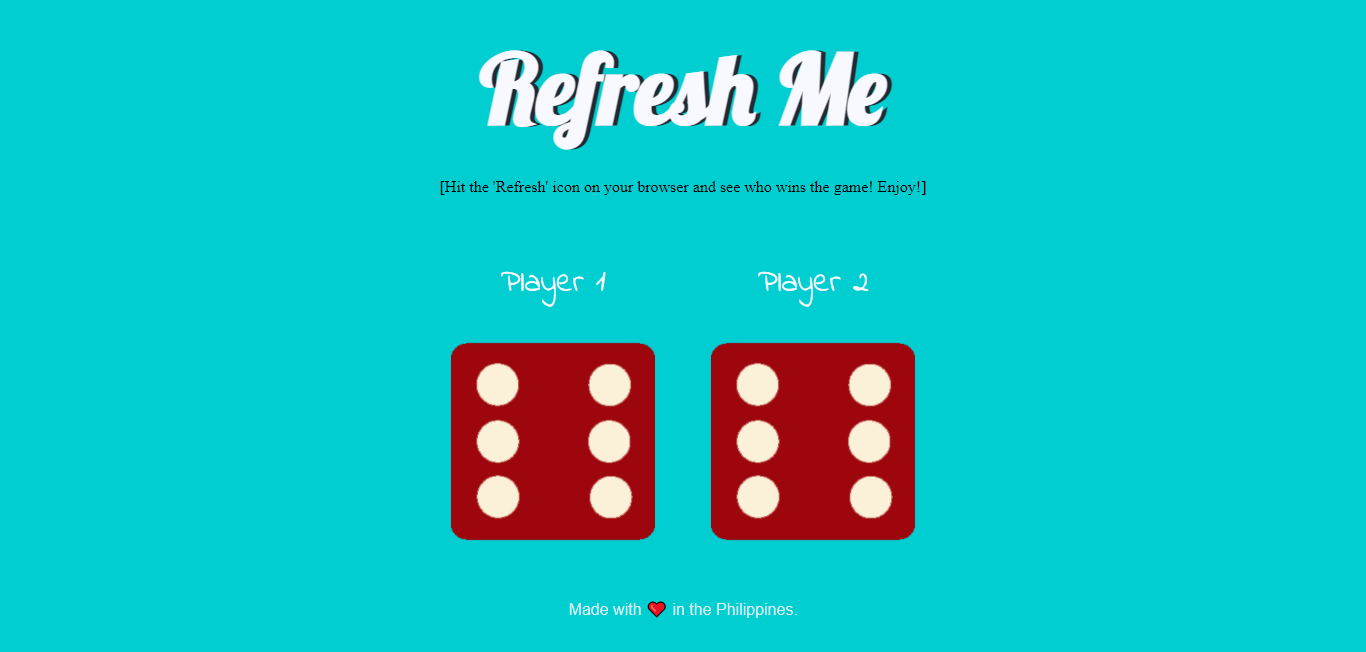 Refresh Me
[Hit the 'Refresh' icon on your browser and see who wins the game! Enjoy!]
Player 1
Player 2
Made with ❤ in the Philippines.